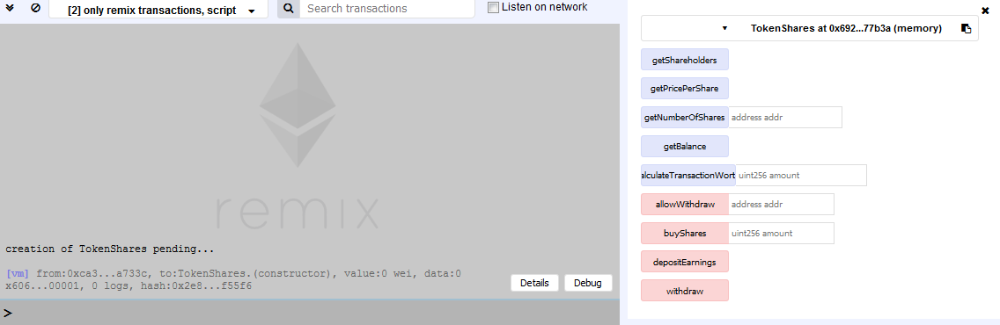 [2] only remix transactions, script
Search transactions
Listen on network
remix
creation of TokenShares pending...
[vm] from:0xca3...a733c, to:TokenShares.(constructor), value:0 wei, data:0
x606...00001, 0 logs, hash:0x2e8...f55f6
Details
Debug
>
TokenShares at 0x692...77b3a (memory)
getShareholders
getPricePerShare
getNumberOfShares address addr
getBalance
alculateTransactionWort uint256 amount
allowWithdraw address addr
buyShares uint256 amount
depositEarnings
withdraw